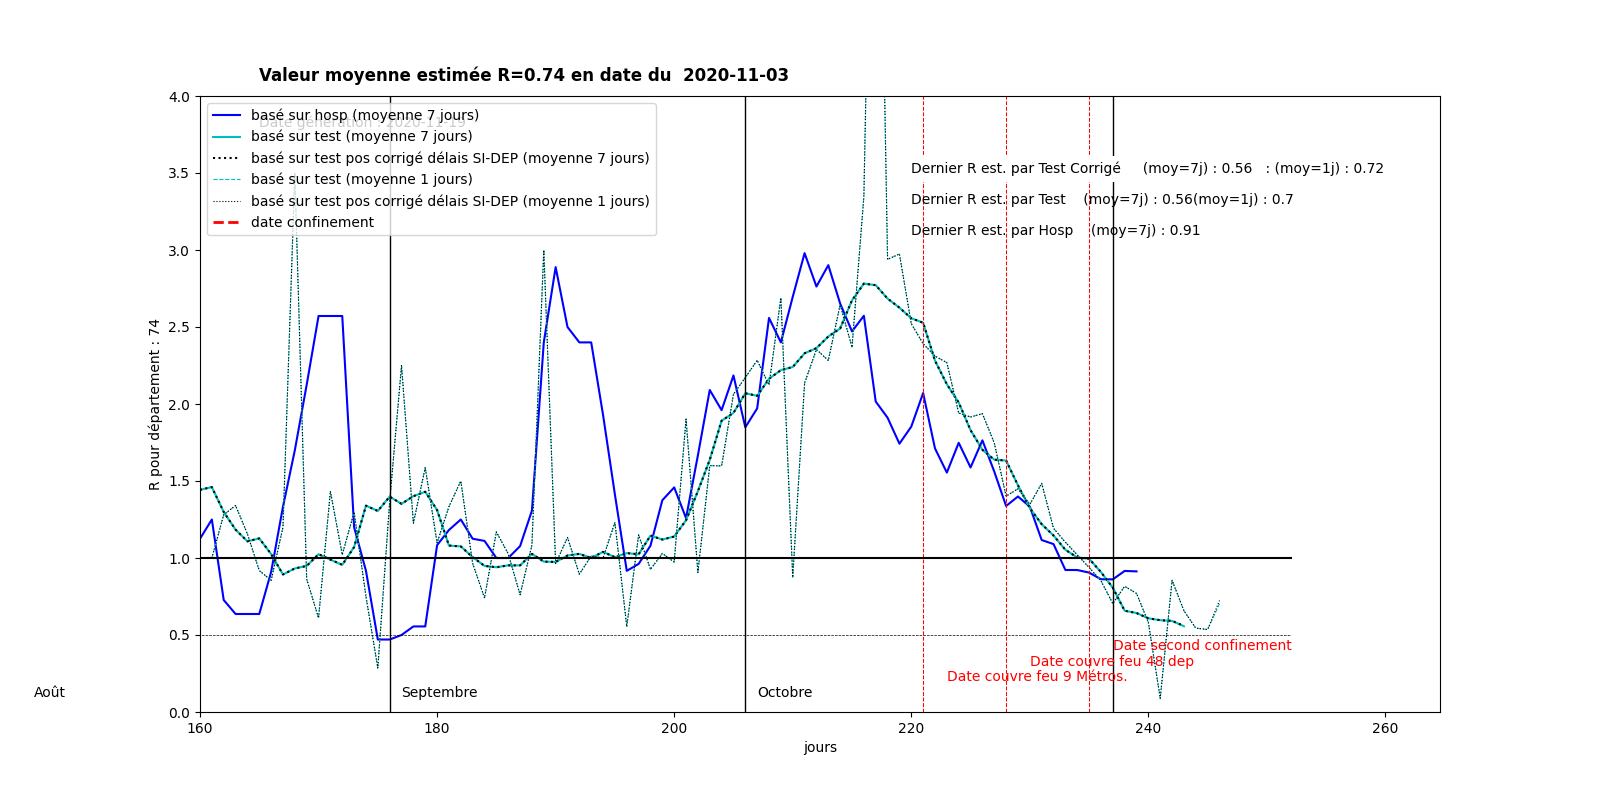 Valeur moyenne estimée R=0.74 en date du  2020-11-03
Date génération : 2020-11-19
basé sur hosp (moyenne 7 jours)
basé sur test (moyenne 7 jours)
basé sur test pos corrigé délais SI-DEP (moyenne 7 jours)
basé sur test (moyenne 1 jours)
basé sur test pos corrigé délais SI-DEP (moyenne 1 jours)
date confinement
Dernier R est. par Test Corrigé     (moy=7j) : 0.56   : (moy=1j) : 0.72
Dernier R est. par Test    (moy=7j) : 0.56(moy=1j) : 0.7
Dernier R est. par Hosp    (moy=7j) : 0.91
4.0
3.5
3.0
2.5
2.0
1.5
1.0
0.5
0.0
R pour département : 74
Date second confinement
Date couvre feu 48 dep
Date couvre feu 9 Métros.
Août
Septembre
Octobre
160
180
200
220
240
260
jours